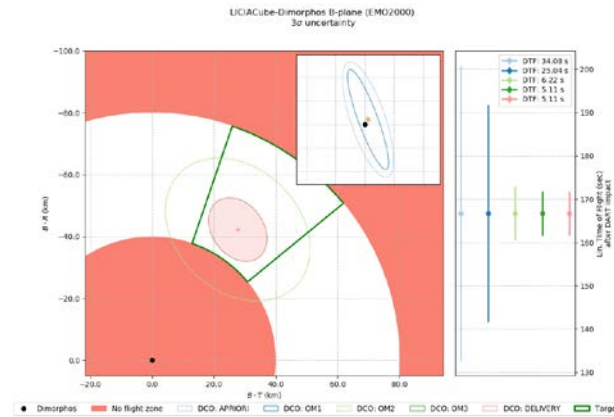 LICIACube-Dimorphos B-plane (EMO2000)
3σ uncertainty
-100.0
-80.0
-60.0
-40.0
-20.0
0.0
B · R (km)
-20.0 0.0 20.0 40.0 60.0 80.0
B · T (km)
DTF: 34.08 s
DTF: 25.04 s
DTF: 6.22 s
DTF: 5.11 s
DTF: 5.11 s
200
190
180
170
160
150
140
130
Lin. Time of Flight (sec)
after DART impact
Dimorphos No flight zone DCO: APRIORI DCO: OM1 DCO: OM2 DCO: OM3 DCO: DELIVERY Targ